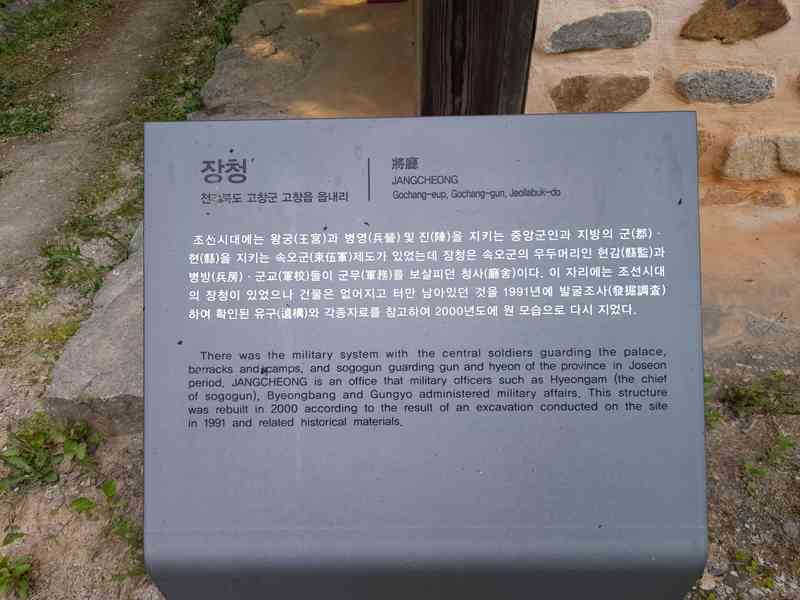 장청
전라북도 고창군 고창읍 읍내리
將廳
JANGCHEONG
Gochang-eup, Gochang-gun, Jeollabuk-do
조선시대에는 왕궁(王宮)과 병영(兵營) 및 진(陣)을 지키는 중앙군인과 지방의 군(郡)·
현(縣)을 지키는 속오군(束伍軍)제도가 있었는데 장청은 속오군의 우두머리인 현감(縣監)과
병방(兵房)·군교(軍校)들이 군무(軍務)를 보살피던 청사(廳舍)이다. 이 자리에는 조선시대
의 장청이 있었으나 건물은 없어지고 터만 남아있던 것을 1991년에 발굴조사(發掘調査)
하여 확인된 유구(遺構)와 각종자료를 참고하여 2000년도에 원 모습으로 다시 지었다.
There was the military system with the central soldiers guarding the palace,
barracks and camps, and sogogun guarding gun and hyeon of the province in Joseon
period. JANGCHEONG is an office that military officers such as Hyeongam (the chief
of sogogun), Byeongbang and Gungyo administered military affairs. This structure
was rebuilt in 2000 according to the result of an excavation conducted on the site
in 1991 and related historical materials.